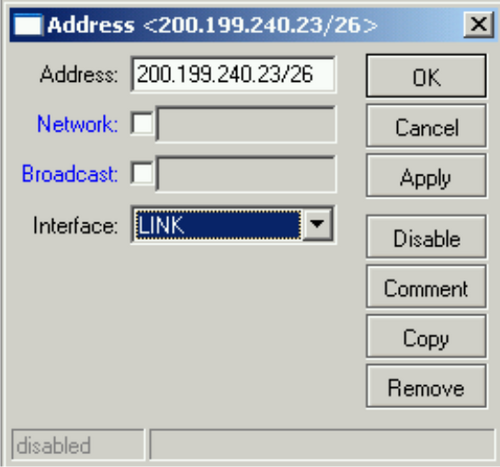 Address <200.199.240.23/26>
Address: 200.199.240.23/26
OK
Network:
Cancel
Broadcast:
Apply
Interface: LINK
Disable
Comment
Copy
Remove
disabled